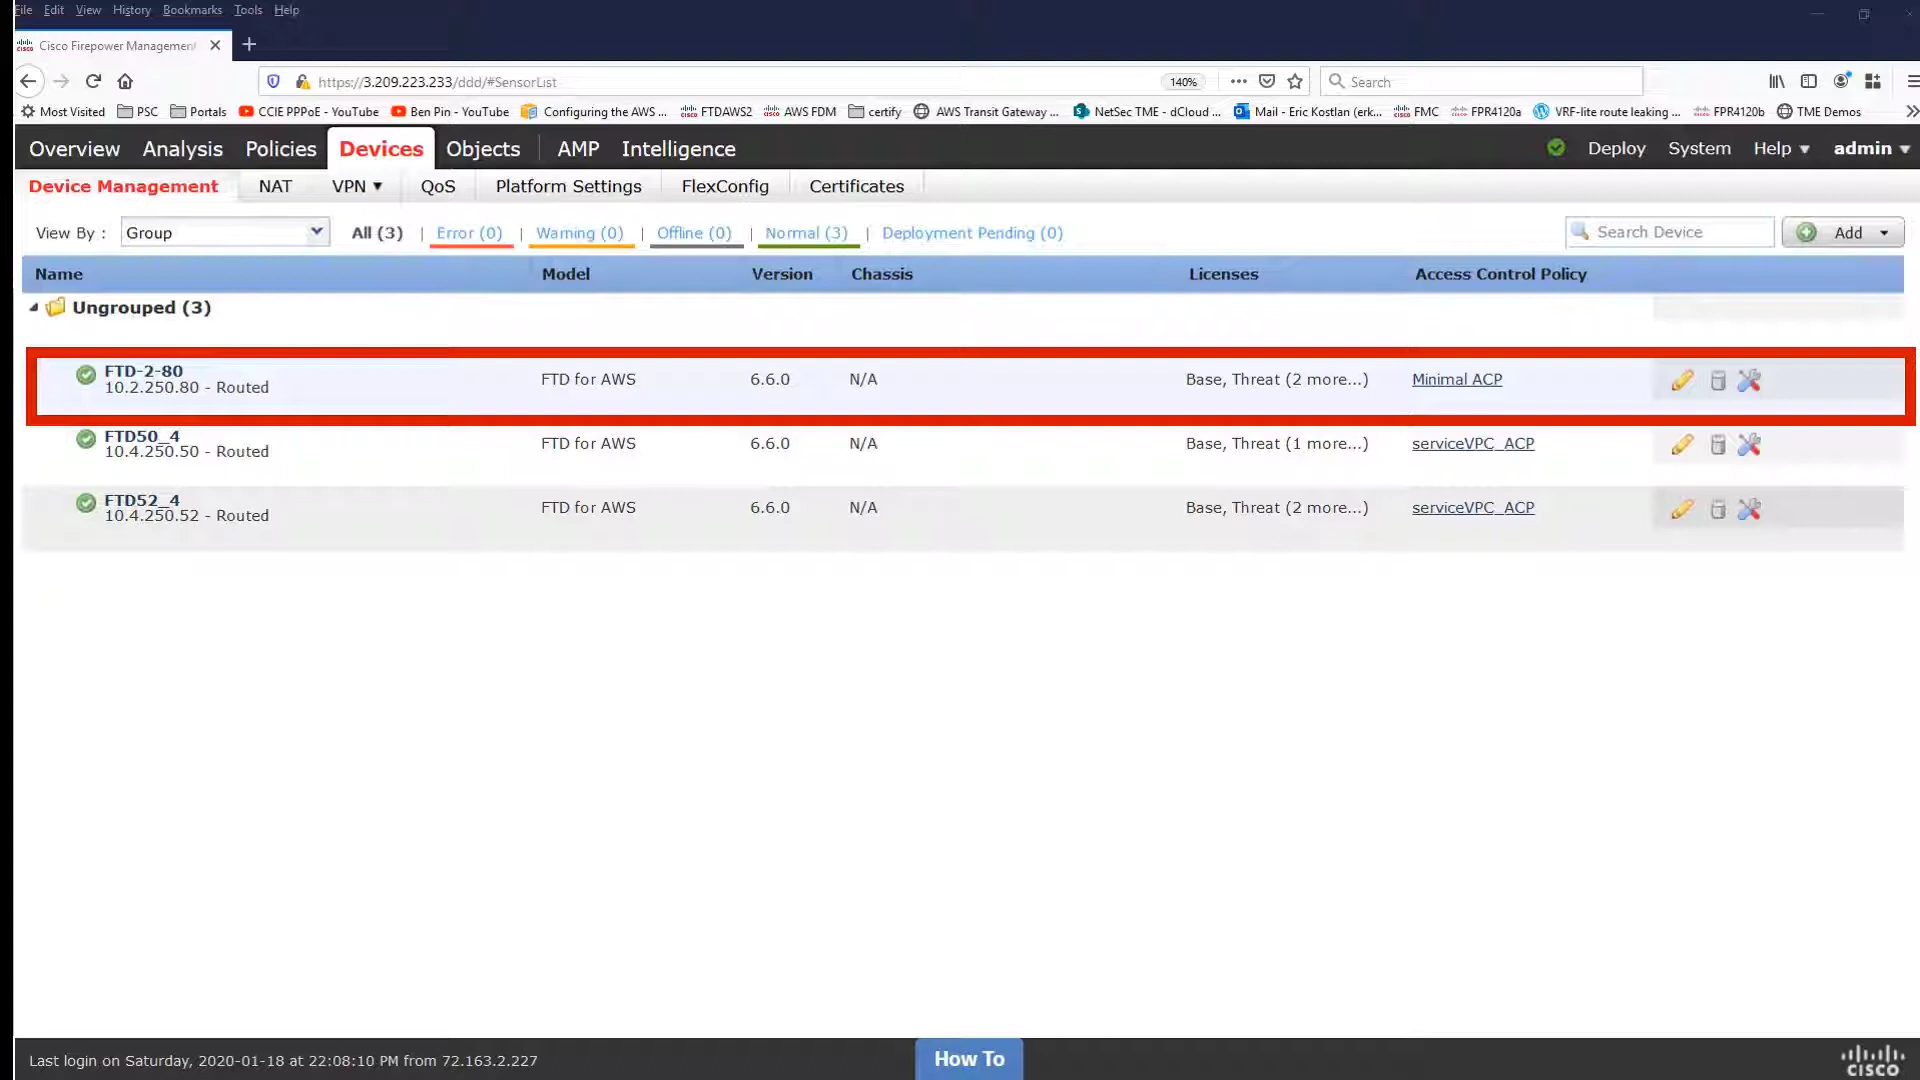 File Edit View History Bookmarks Tools Help
Cisco Firepower Management
https://3.209.223.233/ddd/#SensorList 140% Search
Most Visited PSC Portals CCIE PPPoE - YouTube Ben Pin - YouTube Configuring the AWS ... FTDAWS2 AWS FDM certify AWS Transit Gateway ... NetSec TME - dCloud ... Mail - Eric Kostlan (erk... FMC FPR4120a VRF-lite route leaking ... FPR4120b TME Demos
Overview Analysis Policies Devices Objects AMP Intelligence Deploy System Help admin
Device Management NAT VPN QoS Platform Settings FlexConfig Certificates
View By : Group All (3) | Error (0) | Warning (0) | Offline (0) | Normal (3) | Deployment Pending (0) Search Device Add
Name Model Version Chassis Licenses Access Control Policy
Ungrouped (3)
FTD-2-80
10.2.250.80 - Routed FTD for AWS 6.6.0 N/A Base, Threat (2 more...) Minimal ACP
FTD50_4
10.4.250.50 - Routed FTD for AWS 6.6.0 N/A Base, Threat (1 more...) serviceVPC_ACP
FTD52_4
10.4.250.52 - Routed FTD for AWS 6.6.0 N/A Base, Threat (2 more...) serviceVPC_ACP
Last login on Saturday, 2020-01-18 at 22:08:10 PM from 72.163.2.227 How To CISCO